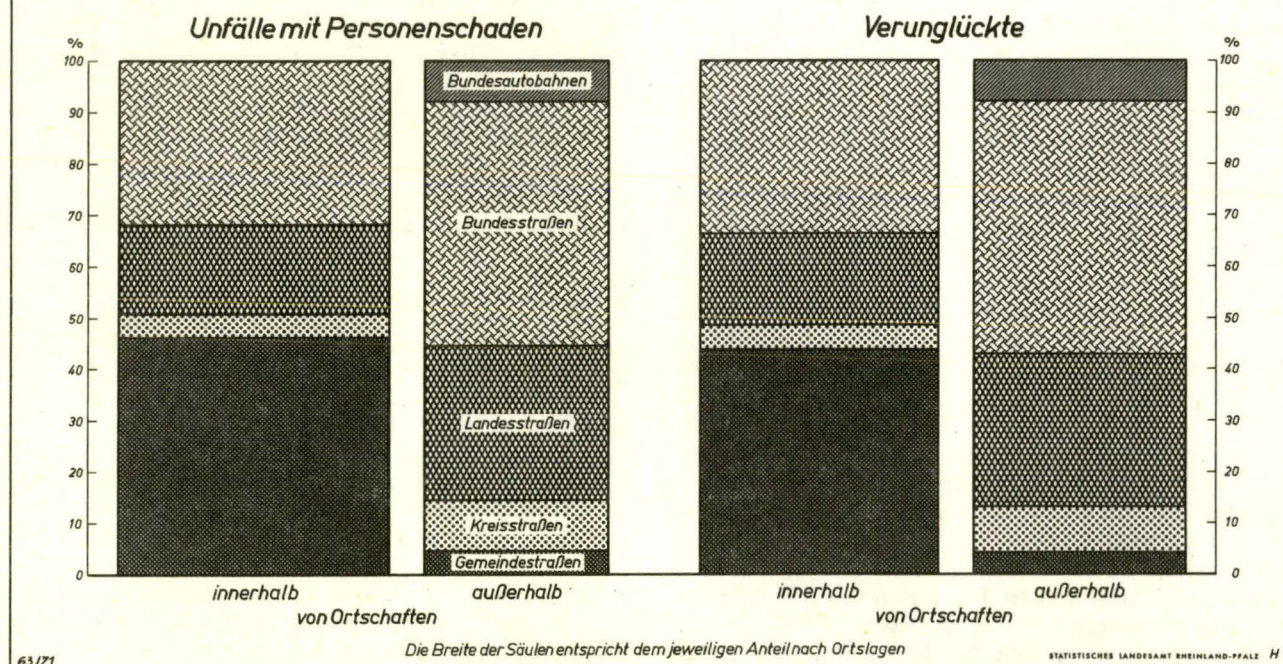 Unfälle mit Personenschaden
Verunglückte
%
%
100
90
80
70
60
50
40
30
20
10
0
Bundesautobahnen
Bundesstraßen
Landesstraßen
Kreisstraßen
Gemeindestraßen
100
90
80
70
60
50
40
30
20
10
0
innerhalb
außerhalb
von Ortschaften
innerhalb
außerhalb
von Ortschaften
Die Breite der Säulen entspricht dem jeweiligen Anteil nach Ortslagen
63/71
STATISTISCHES LANDESAMT RHEINLAND-PFALZ H